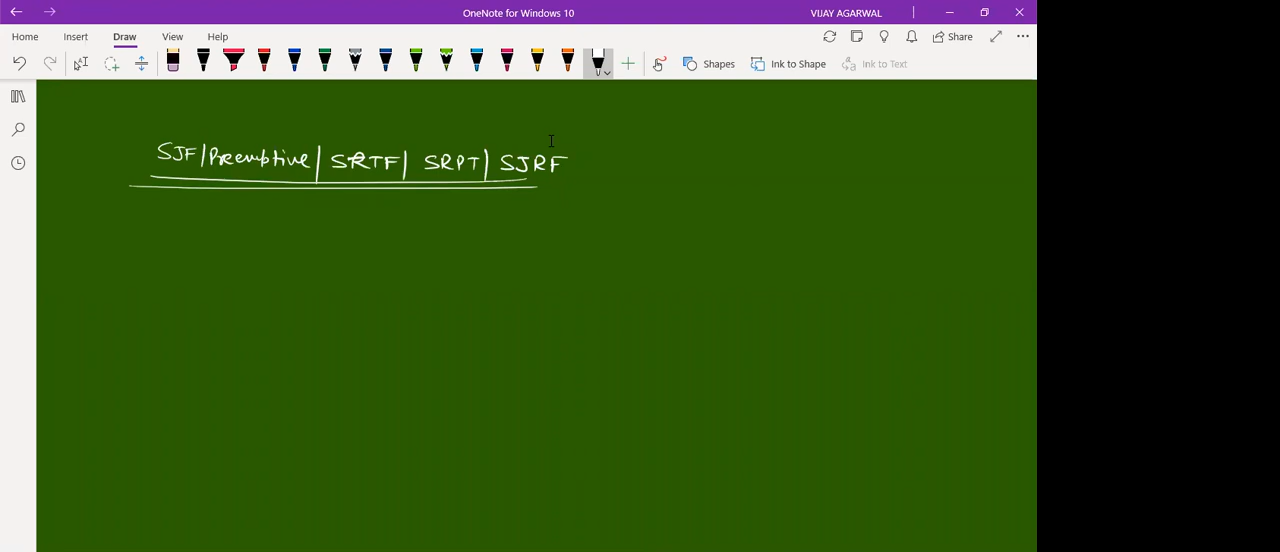 OneNote for Windows 10
VIJAY AGARWAL
Home Insert Draw View Help
Share
Shapes Ink to Shape Ink to Text
SJF|Preemptive| SRTF| SRPT| SJRF